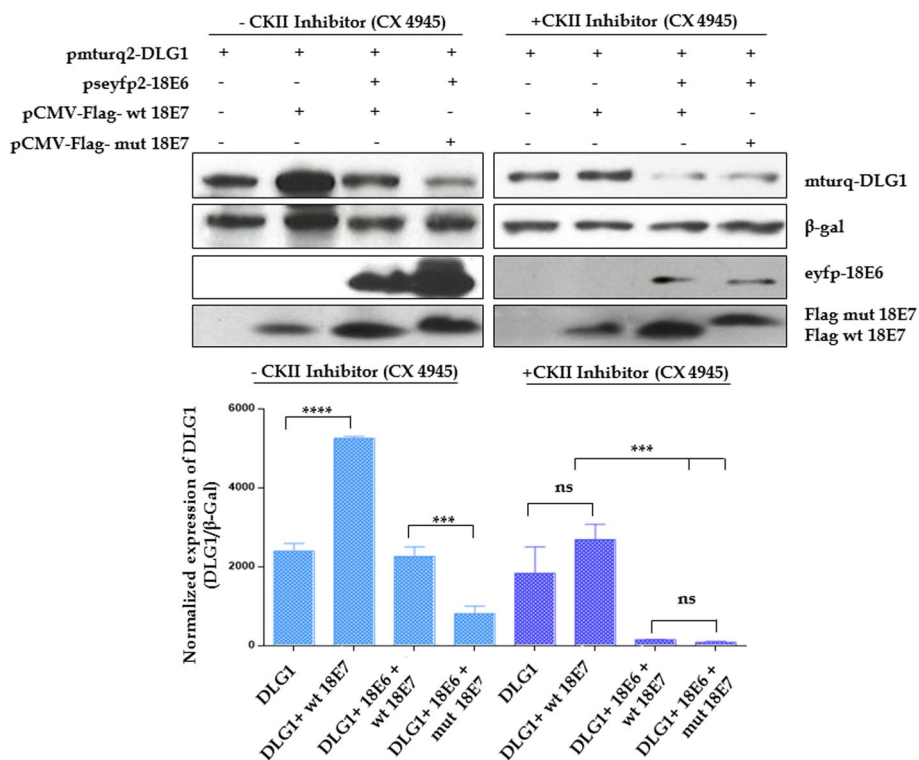 - CKII Inhibitor (CX 4945) +CKII Inhibitor (CX 4945)
pmturq2-DLG1 + + + + + + + +
pseyfp2-18E6 - - + + - - + +
pCMV-Flag- wt 18E7 - + + - - + + -
pCMV-Flag- mut 18E7 - - - + - - - +
mturq-DLG1
β-gal
eyfp-18E6
Flag mut 18E7
Flag wt 18E7
- CKII Inhibitor (CX 4945) +CKII Inhibitor (CX 4945)
Normalized expression of DLG1
(DLG1/β-Gal)
6000
4000
2000
0
****
***
ns
***
ns
DLG1
DLG1+ wt 18E7
DLG1+ 18E6 +
wt 18E7
DLG1+ 18E6 +
mut 18E7
DLG1
DLG1+ wt 18E7
DLG1+ 18E6 +
wt 18E7
DLG1+ 18E6 +
mut 18E7